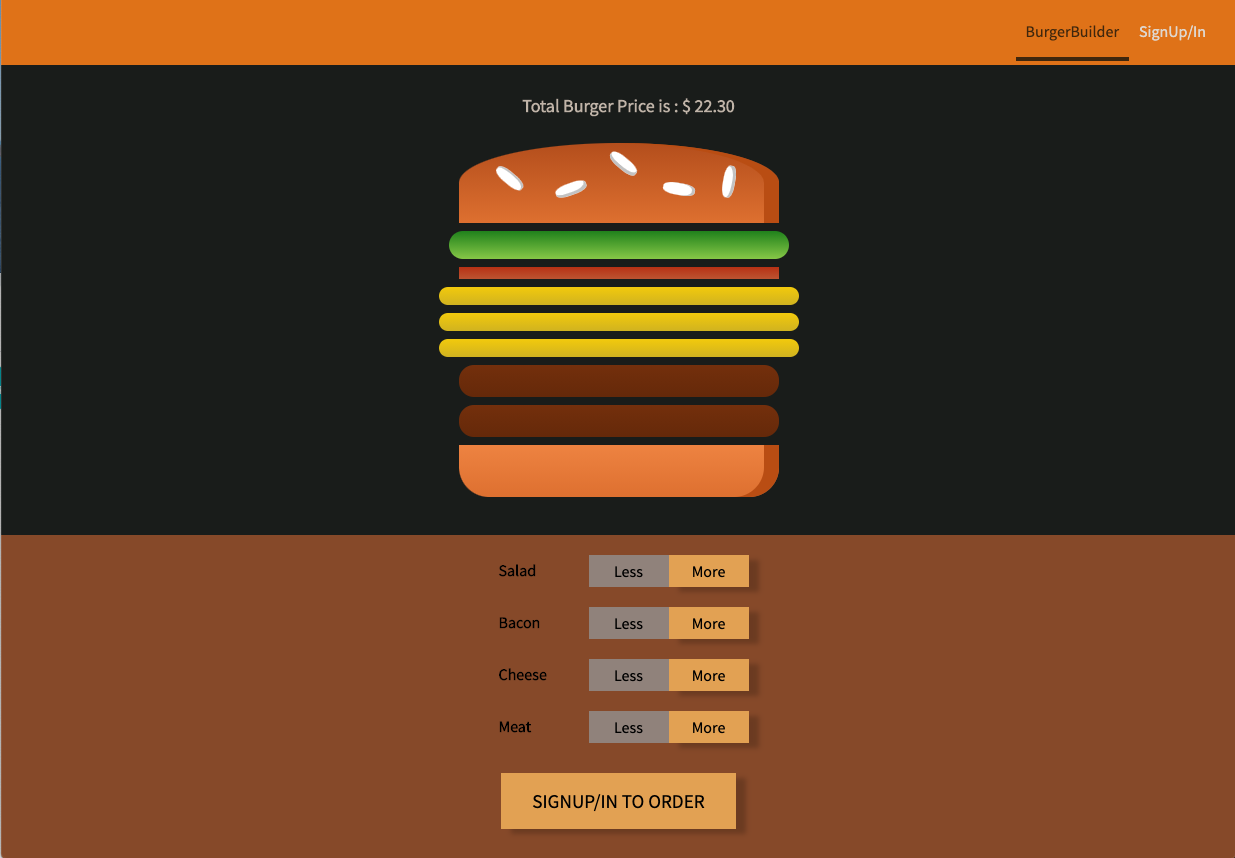 BurgerBuilder SignUp/In
Total Burger Price is : $ 22.30
Salad Less More
Bacon Less More
Cheese Less More
Meat Less More
SIGNUP/IN TO ORDER